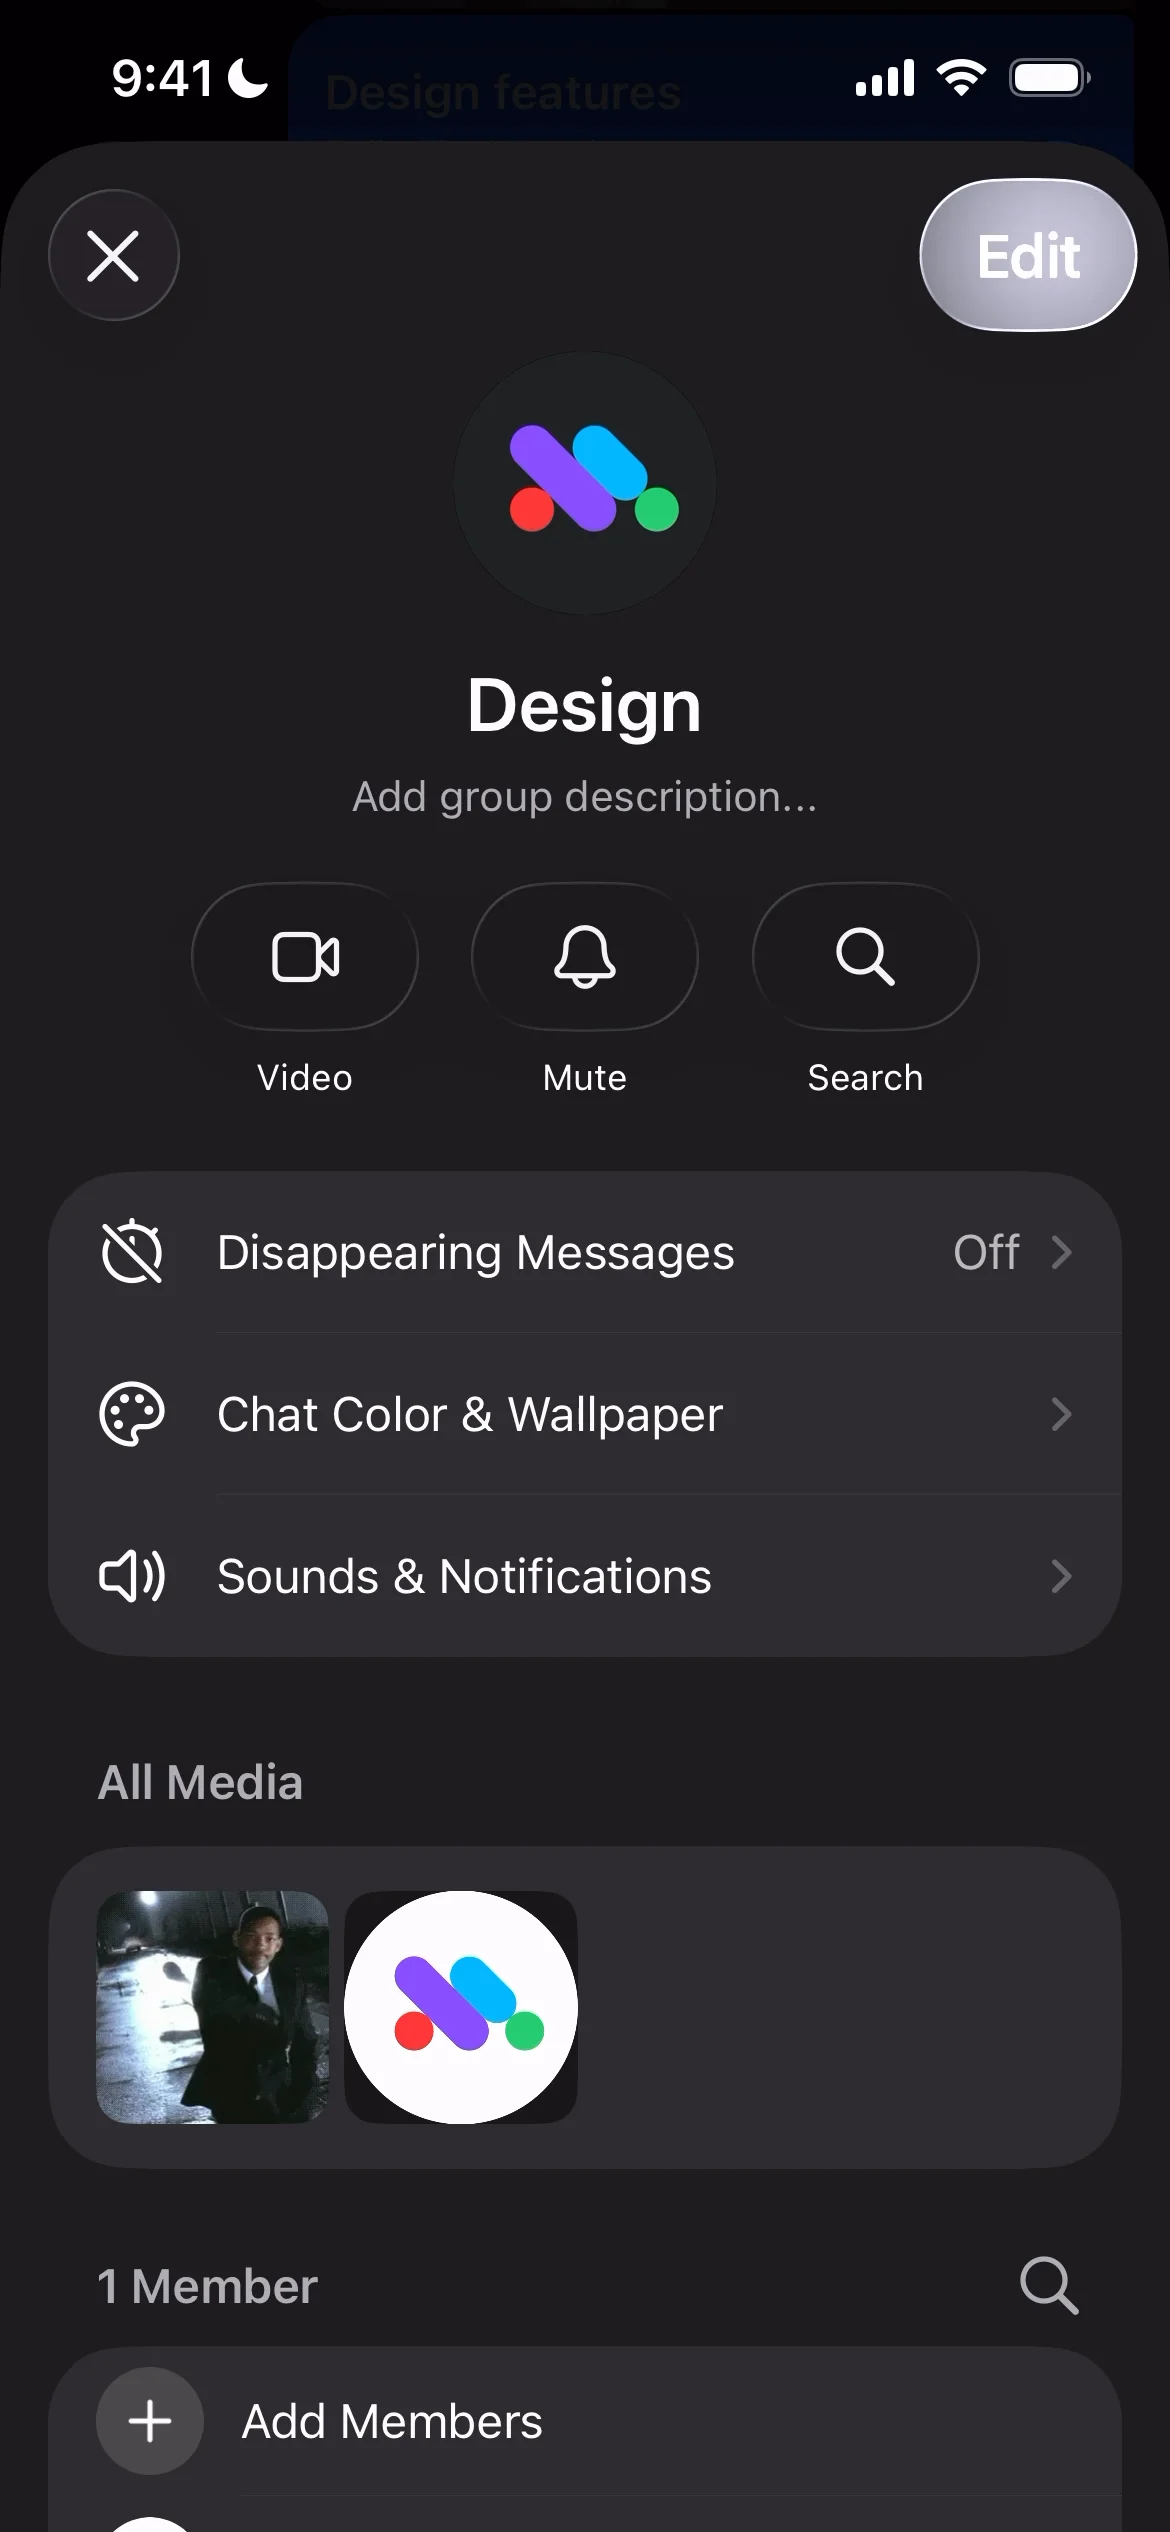 9:41
Design features
Edit
Design
Add group description...
Video
Mute
Search
Disappearing Messages
Off
Chat Color & Wallpaper
Sounds & Notifications
All Media
1 Member
Add Members